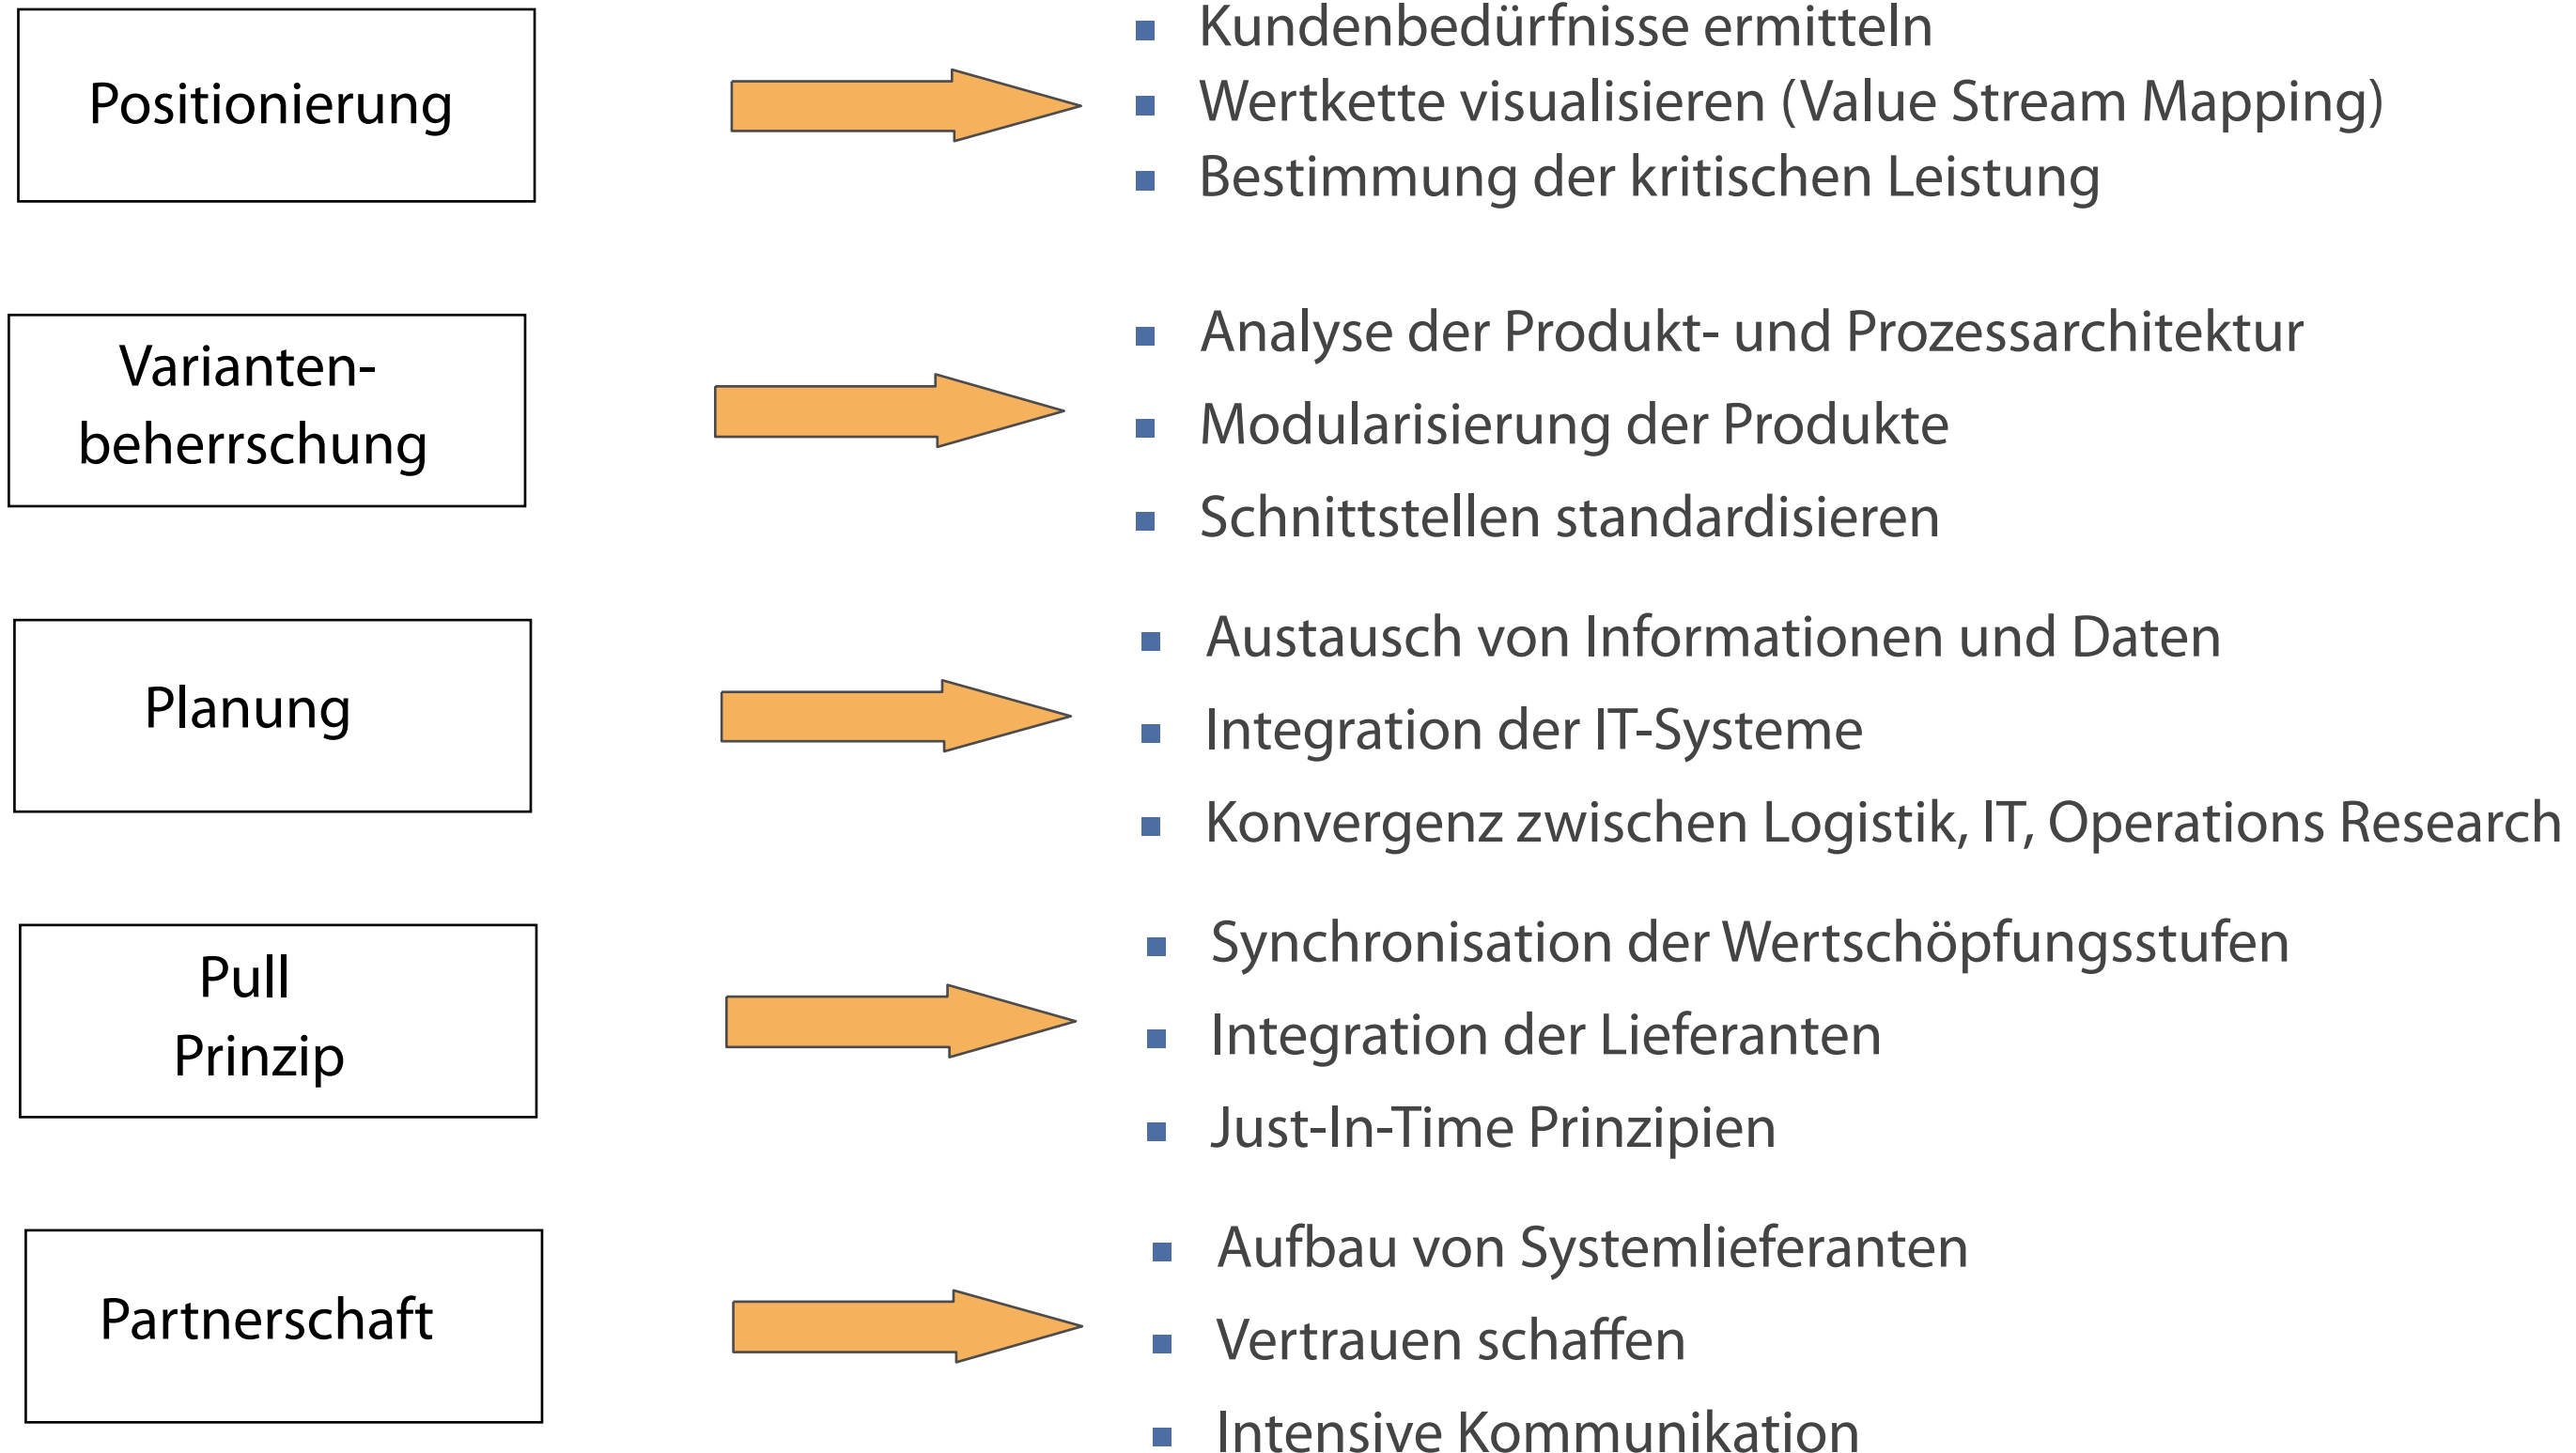 Positionierung
Kundenbedürfnisse ermitteln
Wertkette visualisieren (Value Stream Mapping)
Bestimmung der kritischen Leistung
Varianten-
beherrschung
Analyse der Produkt- und Prozessarchitektur
Modularisierung der Produkte
Schnittstellen standardisieren
Planung
Austausch von Informationen und Daten
Integration der IT-Systeme
Konvergenz zwischen Logistik, IT, Operations Research
Pull
Prinzip
Synchronisation der Wertschöpfungsstufen
Integration der Lieferanten
Just-In-Time Prinzipien
Partnerschaft
Aufbau von Systemlieferanten
Vertrauen schaffen
Intensive Kommunikation